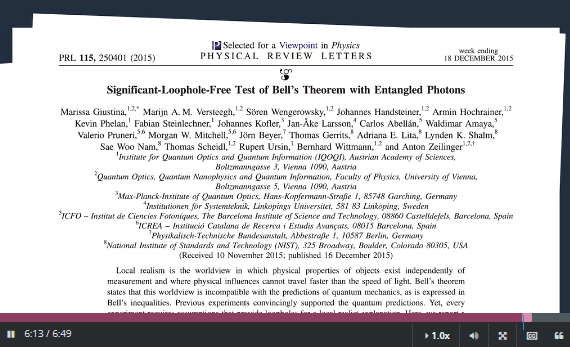 Selected for a Viewpoint in Physics
PRL 115, 250401 (2015)
PHYSICAL REVIEW LETTERS
week ending
18 DECEMBER 2015
Significant-Loophole-Free Test of Bell's Theorem with Entangled Photons
Marissa Giustina,1,2,* Marijn A. M. Versteegh,1,2 Sören Wengerowsky,1,2 Johannes Handsteiner,1,2 Armin Hochrainer,1,2
Kevin Phelan,1 Fabian Steinlechner,1 Johannes Kofler,3 Jan-Åke Larsson,4 Carlos Abellán,5 Waldimar Amaya,5
Valerio Pruneri,5,6 Morgan W. Mitchell,5,6 Jörn Beyer,7 Thomas Gerrits,8 Adriana E. Lita,8 Lynden K. Shalm,8
Sae Woo Nam,8 Thomas Scheidl,1,2 Rupert Ursin,1 Bernhard Wittmann,1,2 and Anton Zeilinger1,2,†
1Institute for Quantum Optics and Quantum Information (IQOQI), Austrian Academy of Sciences,
Boltzmanngasse 3, Vienna 1090, Austria
2Quantum Optics, Quantum Nanophysics and Quantum Information, Faculty of Physics, University of Vienna,
Boltzmanngasse 5, Vienna 1090, Austria
3Max-Planck-Institute of Quantum Optics, Hans-Kopfermann-Straße 1, 85748 Garching, Germany
4Institutionen för Systemteknik, Linköpings Universitet, 581 83 Linköping, Sweden
5ICFO – Institut de Ciencies Fotoniques, The Barcelona Institute of Science and Technology, 08860 Castelldefels, Barcelona, Spain
6ICREA – Institució Catalana de Recerca i Estudis Avançats, 08015 Barcelona, Spain
7Physikalisch-Technische Bundesanstalt, Abbestraße 1, 10587 Berlin, Germany
8National Institute of Standards and Technology (NIST), 325 Broadway, Boulder, Colorado 80305, USA
(Received 10 November 2015; published 16 December 2015)
Local realism is the worldview in which physical properties of objects exist independently of
measurement and where physical influences cannot travel faster than the speed of light. Bell's theorem
states that this worldview is incompatible with the predictions of quantum mechanics, as is expressed in
Bell's inequalities. Previous experiments convincingly supported the quantum predictions. Yet, every
6:13 / 6:49
1.0x